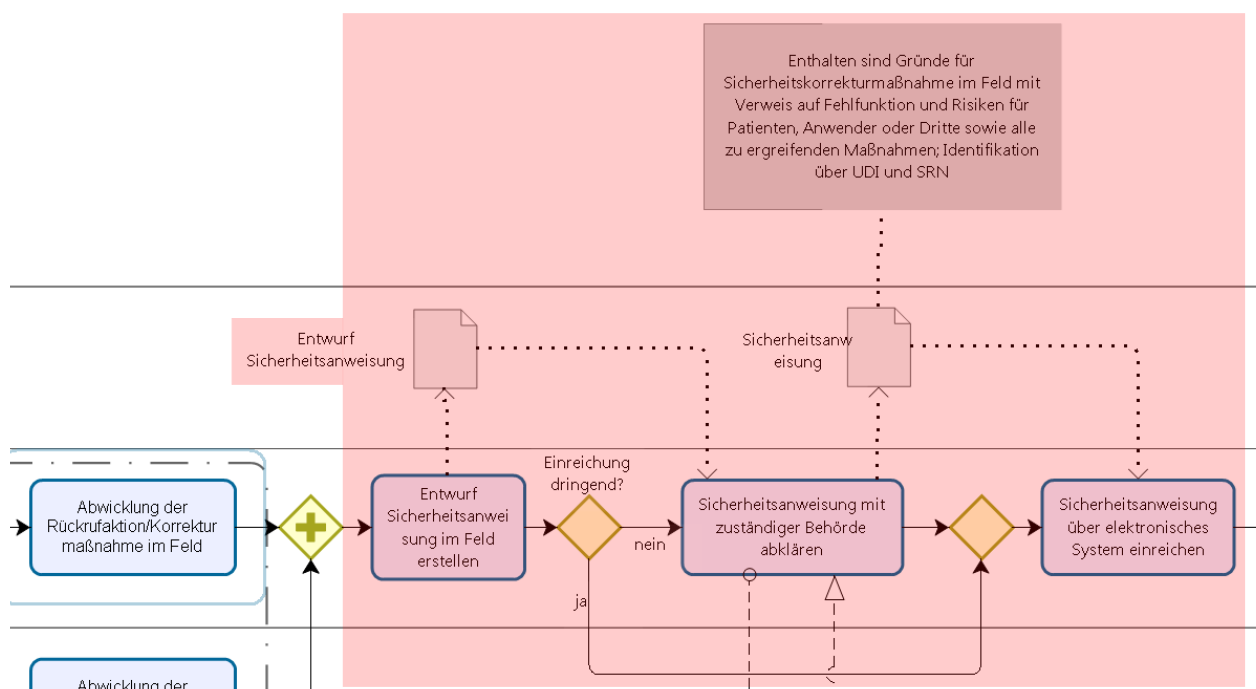 Enthalten sind Gründe für
Sicherheitskorrekturmaßnahme im Feld mit
Verweis auf Fehlfunktion und Risiken für
Patienten, Anwender oder Dritte sowie alle
zu ergreifenden Maßnahmen; Identifikation
über UDI und SRN
Entwurf
Sicherheitsanweisung
Sicherheitsanw
eisung
Abwicklung der
Rückrufaktion/Korrektur
maßnahme im Feld
Entwurf
Sicherheitsanwei
sung im Feld
erstellen
Einreichung
dringend?
nein
ja
Sicherheitsanweisung mit
zuständiger Behörde
abklären
Sicherheitsanweisung
über elektronisches
System einreichen
Abwicklung der